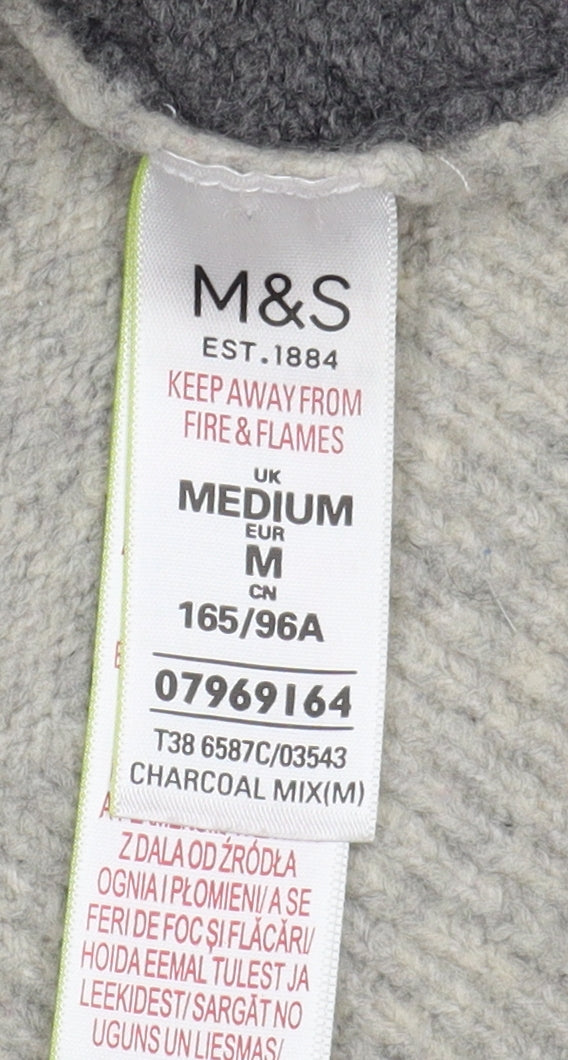 M&S
EST.1884
KEEP AWAY FROM
FIRE & FLAMES
UK
MEDIUM
EUR
M
CN
165/96A
07969164
T38 6587C/03543
CHARCOAL MIX(M)
Z DALA OD ŹRÓDŁA
OGNIA I PŁOMIENI/ A SE
FERI DE FOC ŞI FLĂCĂRI/
HOIDA EEMAL TULEST JA
LEEKIDEST/ SARGĀT NO
UGUNS UN LIESMAS/